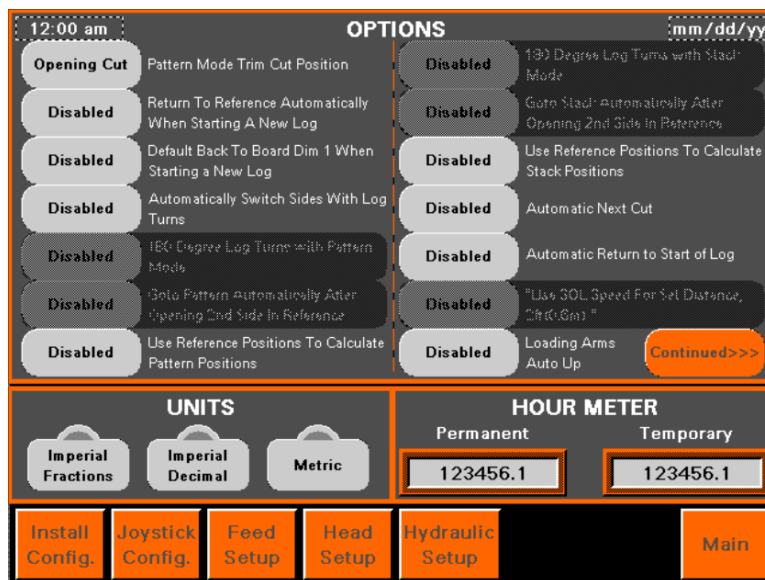 12:00 am
OPTIONS
mm/dd/yy
Opening Cut
Pattern Mode Trim Cut Position
Disabled
Return To Reference Automatically
When Starting A New Log
Disabled
Default Back To Board Dim 1 When
Starting a New Log
Disabled
Automatically Switch Sides With Log
Turns
Disabled
180 Degree Log Turns with Pattern
Mode
Disabled
Goto Pattern Automatically After
Opening 2nd Side In Reference
Disabled
Use Reference Positions To Calculate
Pattern Positions
Disabled
180 Degree Log Turns with Stack
Mode
Disabled
Goto Stack Automatically After
Opening 2nd Side In Reference
Disabled
Use Reference Positions To Calculate
Stack Positions
Disabled
Automatic Next Cut
Disabled
Automatic Return to Start of Log
Disabled
"Use SOL Speed For Set Distance,
2ft(0.6m) "
Disabled
Loading Arms
Auto Up
Continued>>>
UNITS
Imperial
Fractions
Imperial
Decimal
Metric
HOUR METER
Permanent
Temporary
123456.1
123456.1
Install
Config.
Joystick
Config.
Feed
Setup
Head
Setup
Hydraulic
Setup
Main